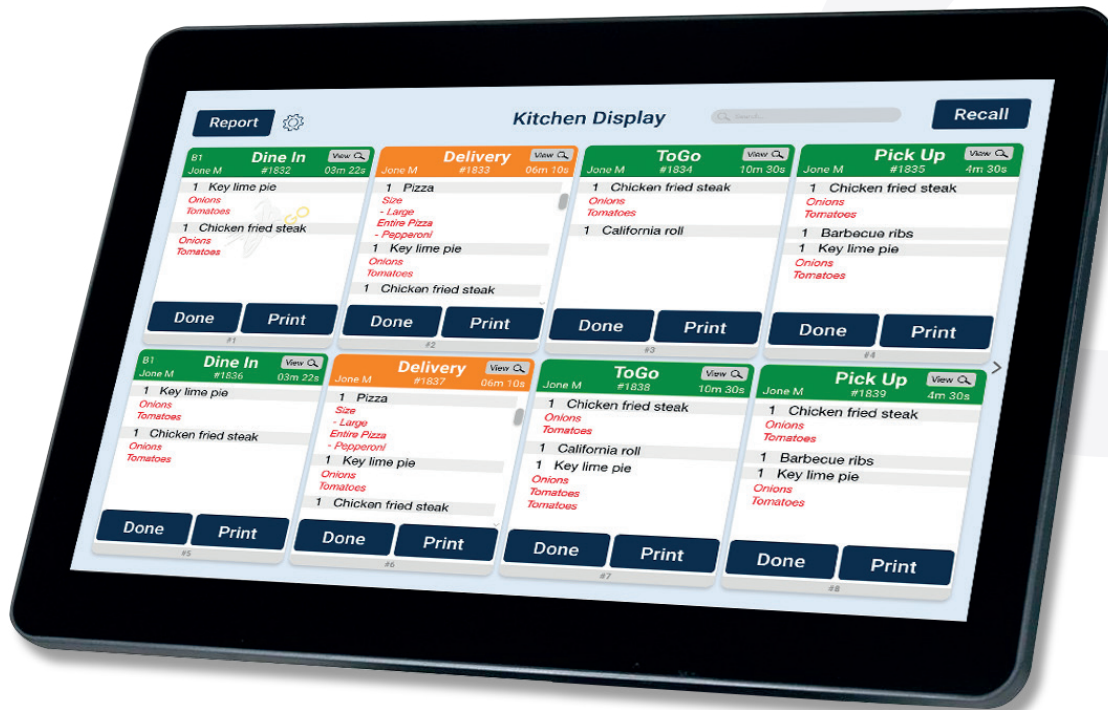 Report
Kitchen Display
Search...
Recall
B1 Dine In View
Jone M #1832 03m 22s
1 Key lime pie
Onions
Tomatoes
1 Chicken fried steak
Onions
Tomatoes
Done Print
#1
Delivery View
Jone M #1833 06m 10s
1 Pizza
Size
- Large
Entire Pizza
- Pepperoni
1 Key lime pie
Onions
Tomatoes
1 Chicken fried steak
Done Print
#2
ToGo View
Jone M #1834 10m 30s
1 Chicken fried steak
Onions
Tomatoes
1 California roll
Done Print
#3
Pick Up View
Jone M #1835 4m 30s
1 Chicken fried steak
Onions
Tomatoes
1 Barbecue ribs
1 Key lime pie
Onions
Tomatoes
Done Print
#4
B1 Dine In View
Jone M #1836 03m 22s
1 Key lime pie
Onions
Tomatoes
1 Chicken fried steak
Onions
Tomatoes
Done Print
#5
Delivery View
Jone M #1837 06m 10s
1 Pizza
Size
- Large
Entire Pizza
- Pepperoni
1 Key lime pie
Onions
Tomatoes
1 Chicken fried steak
Done Print
#6
ToGo View
Jone M #1838 10m 30s
1 Chicken fried steak
Onions
Tomatoes
1 California roll
1 Key lime pie
Onions
Tomatoes
Tomatoes
Done Print
#7
Pick Up View
Jone M #1839 4m 30s
1 Chicken fried steak
Onions
Tomatoes
1 Barbecue ribs
1 Key lime pie
Onions
Tomatoes
Done Print
#8